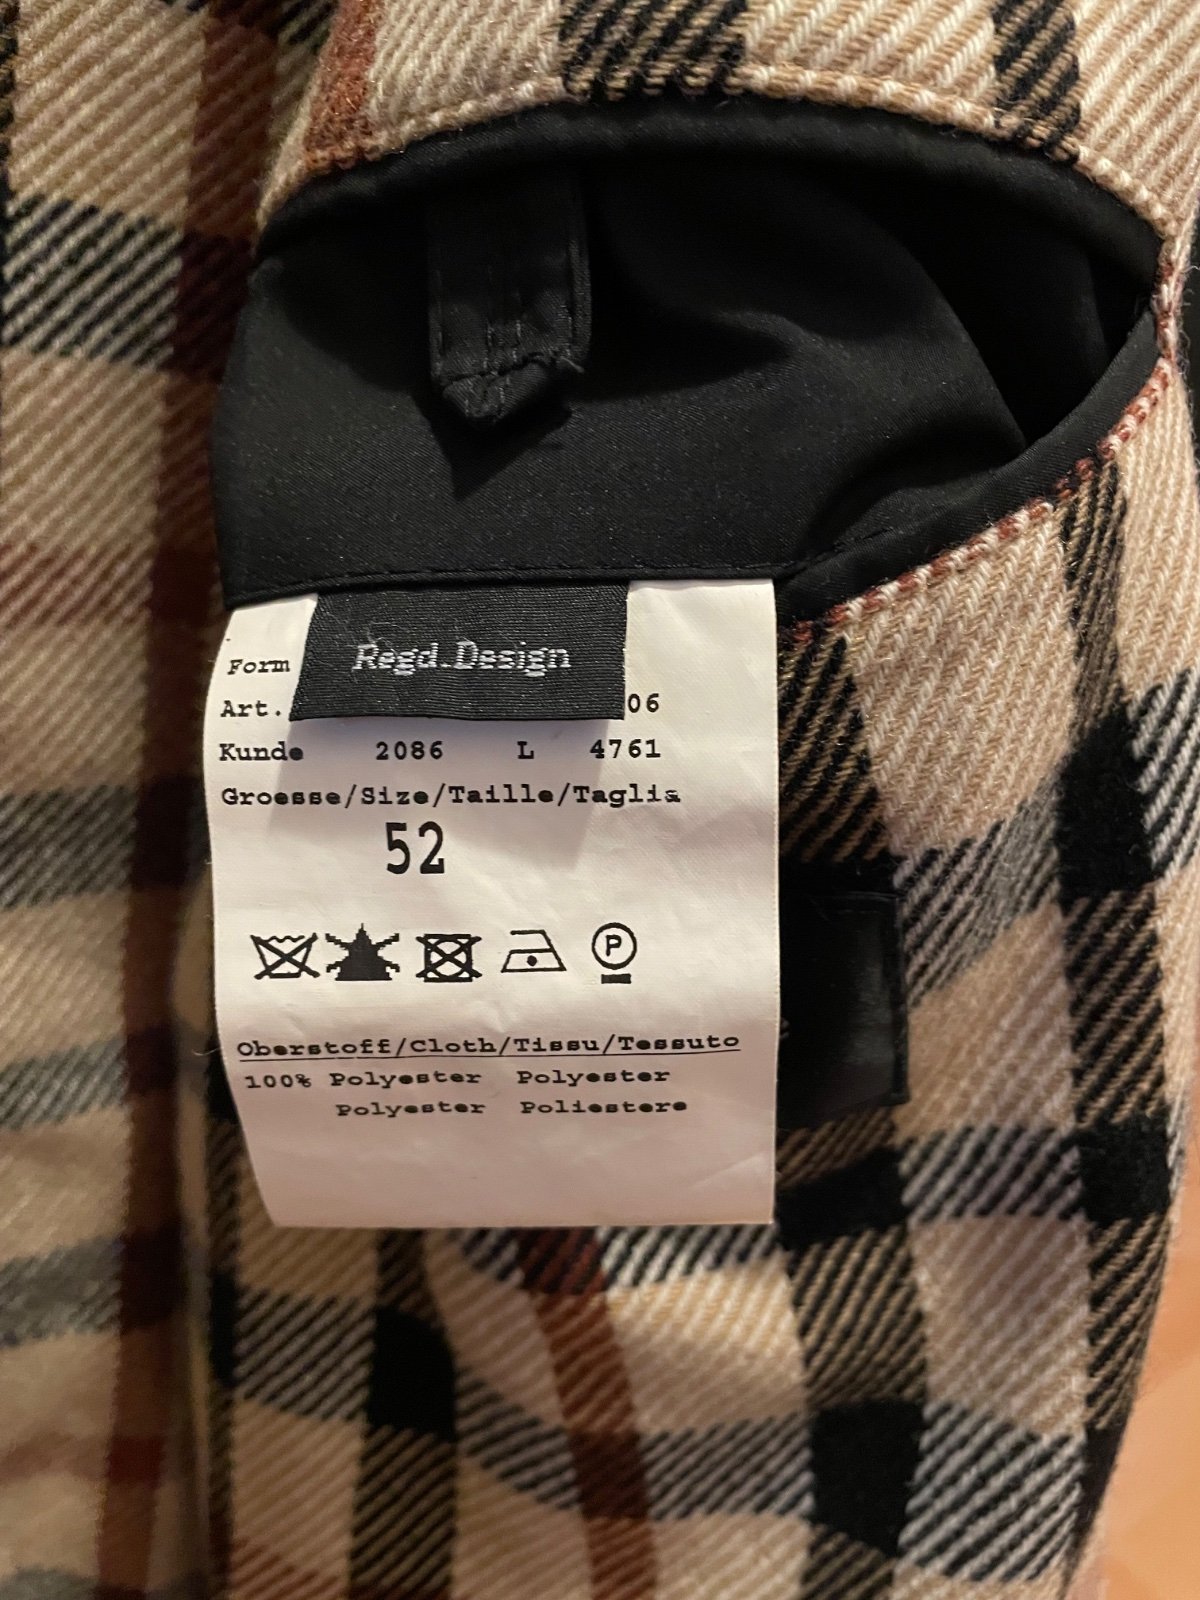 Regd.Design
Form
Art. 06
Kunde 2086 L 4761
Groesse/Size/Taille/Taglia
52
P
Oberstoff/Cloth/Tissu/Tessuto
100% Polyester Polyester
Polyester Poliestere